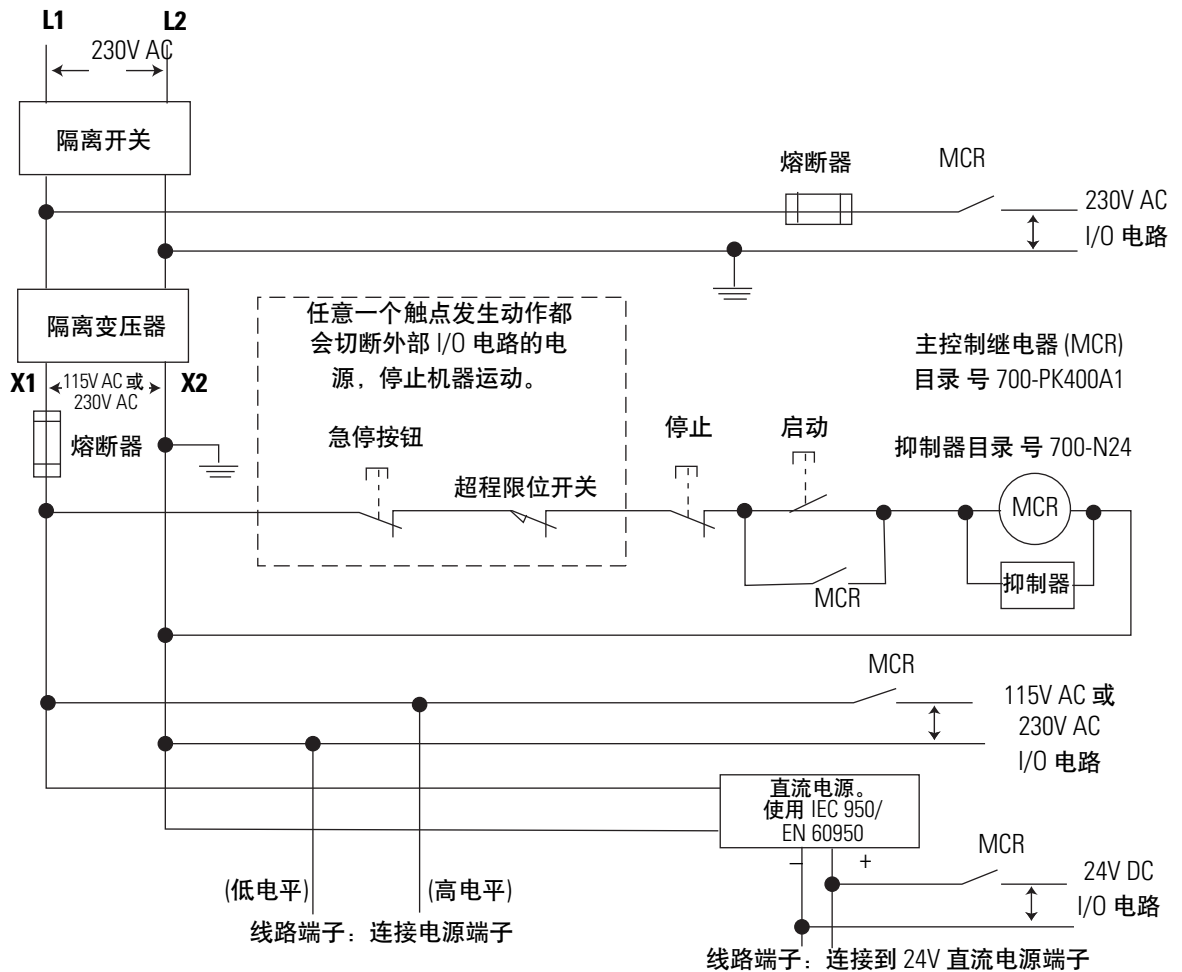 L1 L2
230V AC
隔离开关
熔断器
MCR
230V AC
I/O 电路
隔离变压器
任意一个触点发生动作都
会切断外部 I/O 电路的电
源，停止机器运动。
主控制继电器 (MCR)
目录 号 700-PK400A1
X1
115V AC 或
230V AC
X2
熔断器
急停按钮
超程限位开关
停止
启动
抑制器目录 号 700-N24
MCR
抑制器
MCR
MCR
115V AC 或
230V AC
I/O 电路
直流电源。
使用 IEC 950/
EN 60950
– +
MCR
24V DC
I/O 电路
(低电平) (高电平)
线路端子：连接电源端子
线路端子：连接到 24V 直流电源端子